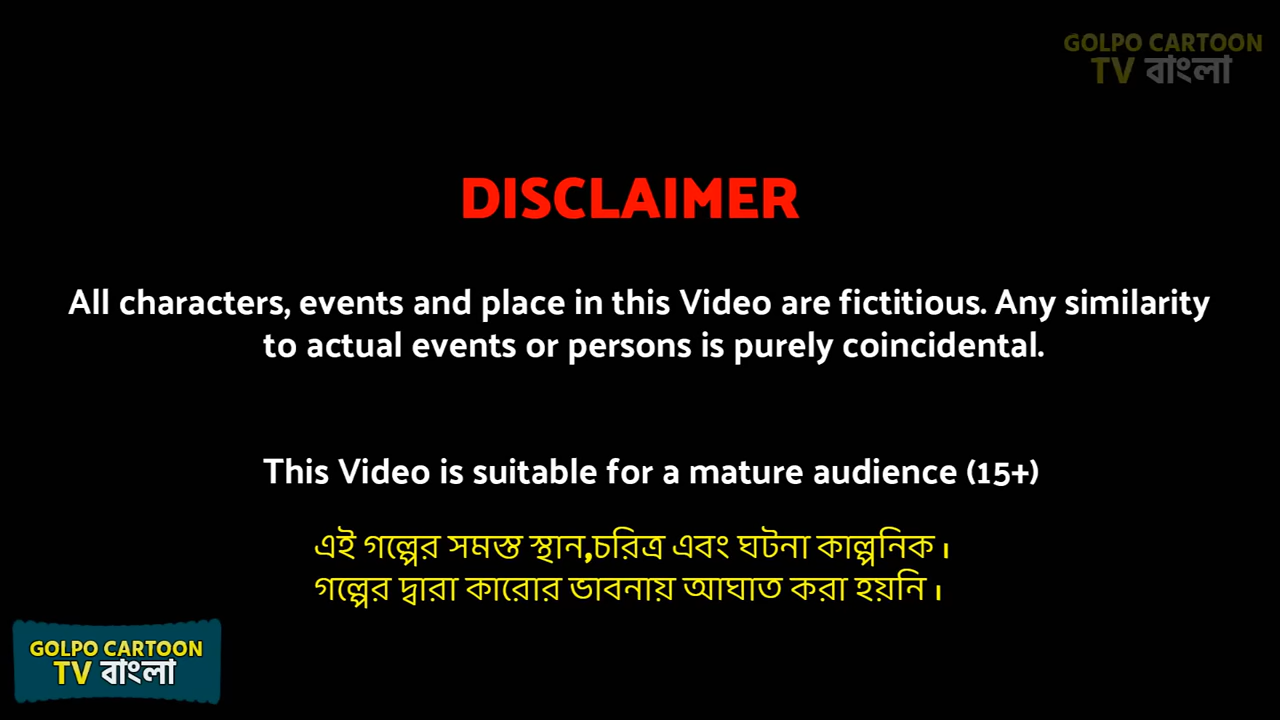 GOLPO CARTOON
TV বাংলা
DISCLAIMER
All characters, events and place in this Video are fictitious. Any similarity
to actual events or persons is purely coincidental.
This Video is suitable for a mature audience (15+)
এই গল্পের সমস্ত স্থান,চরিত্র এবং ঘটনা কাল্পনিক ।
গল্পের দ্বারা কারোর ভাবনায় আঘাত করা হয়নি ।
GOLPO CARTOON
TV বাংলা